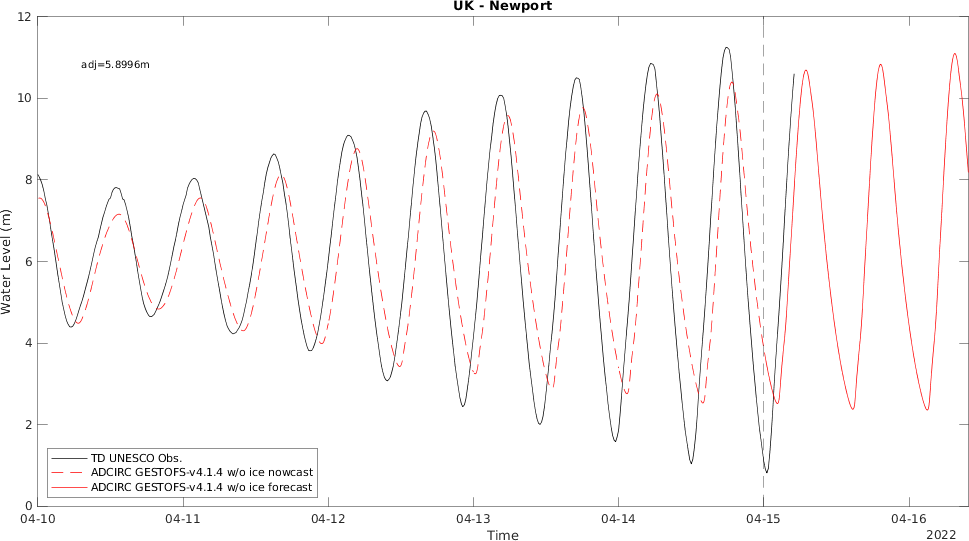 UK - Newport
12
10
8
6
4
2
0
Water Level (m)
adj=5.8996m
TD UNESCO Obs.
ADCIRC GESTOFS-v4.1.4 w/o ice nowcast
ADCIRC GESTOFS-v4.1.4 w/o ice forecast
04-10 04-11 04-12 04-13 04-14 04-15 04-16
Time
2022